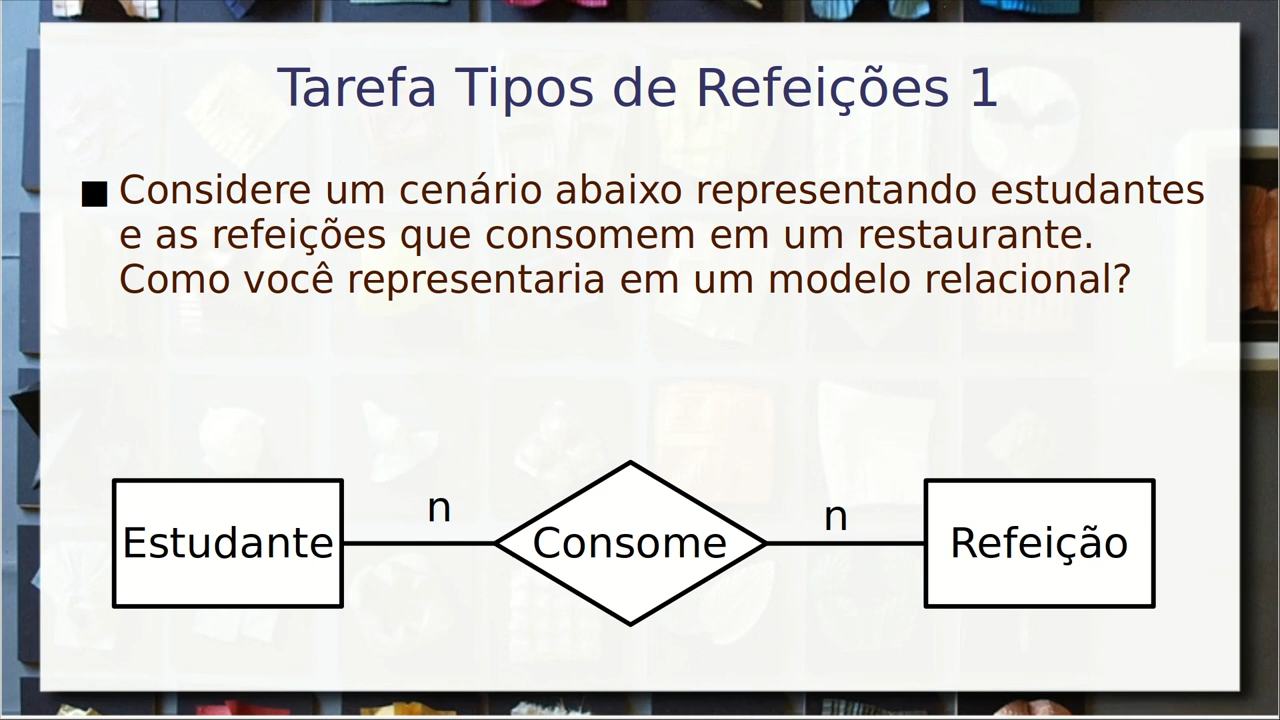 Tarefa Tipos de Refeições 1
■ Considere um cenário abaixo representando estudantes
e as refeições que consomem em um restaurante.
Como você representaria em um modelo relacional?
n
n
Estudante
Consome
Refeição